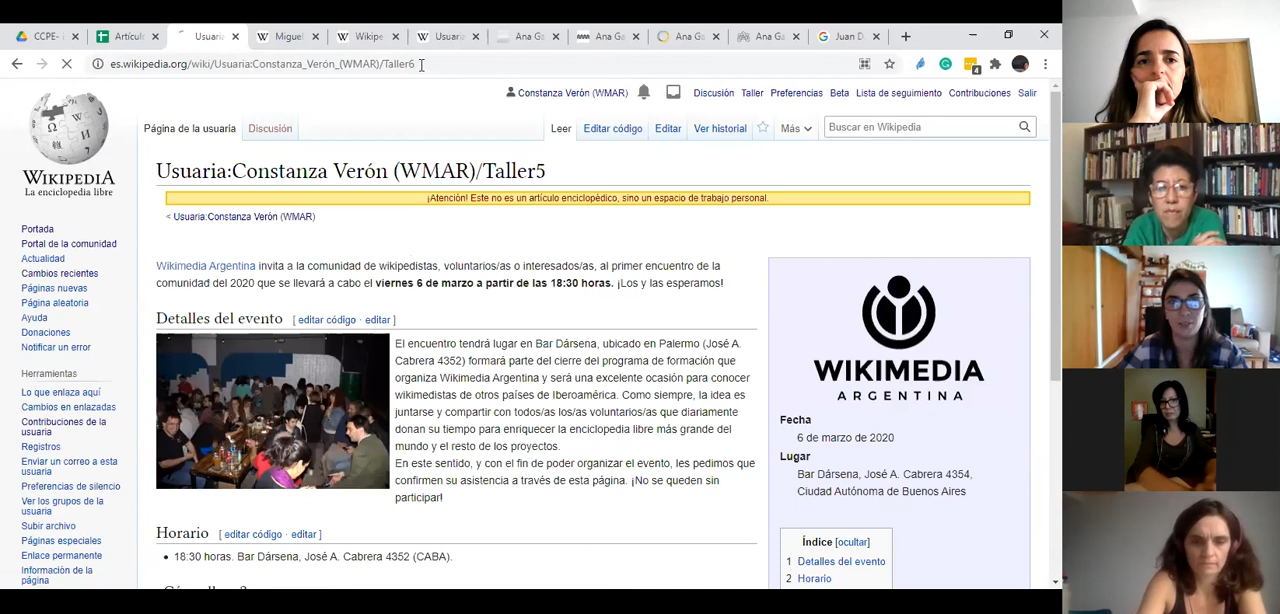 CCPE-
Artícul
Usuaria
Miguel
Wikipe
Usuaria
Ana Ga
Ana Ga
Ana Ga
Ana Ga
Juan D
es.wikipedia.org/wiki/Usuaria:Constanza_Verón_(WMAR)/Taller6
4
Constanza Verón (WMAR) Discusión Taller Preferencias Beta Lista de seguimiento Contribuciones Salir
Página de la usuaria Discusión Leer Editar código Editar Ver historial Más Buscar en Wikipedia
WIKIPEDIA
La enciclopedia libre
Portada
Portal de la comunidad
Actualidad
Cambios recientes
Páginas nuevas
Página aleatoria
Ayuda
Donaciones
Notificar un error
Herramientas
Lo que enlaza aquí
Cambios en enlazadas
Contribuciones de la
usuaria
Registros
Enviar un correo a esta
usuaria
Preferencias de silencio
Ver los grupos de la
usuaria
Subir archivo
Páginas especiales
Enlace permanente
Información de la
página
Usuaria:Constanza Verón (WMAR)/Taller5
¡Atención! Este no es un artículo enciclopédico, sino un espacio de trabajo personal.
< Usuaria:Constanza Verón (WMAR)
Wikimedia Argentina invita a la comunidad de wikipedistas, voluntarios/as o interesados/as, al primer encuentro de la
comunidad del 2020 que se llevará a cabo el viernes 6 de marzo a partir de las 18:30 horas. ¡Los y las esperamos!
Detalles del evento [ editar código · editar ]
El encuentro tendrá lugar en Bar Dársena, ubicado en Palermo (José A.
Cabrera 4352) formará parte del cierre del programa de formación que
organiza Wikimedia Argentina y será una excelente ocasión para conocer
wikimedistas de otros países de Iberoamérica. Como siempre, la idea es
juntarse y compartir con todos/as los/as voluntarios/as que diariamente
donan su tiempo para enriquecer la enciclopedia libre más grande del
mundo y el resto de los proyectos.
En este sentido, y con el fin de poder organizar el evento, les pedimos que
confirmen su asistencia a través de esta página. ¡No se queden sin
participar!
Horario [ editar código · editar ]
• 18:30 horas. Bar Dársena, José A. Cabrera 4352 (CABA).
WIKIMEDIA
ARGENTINA
Fecha
6 de marzo de 2020
Lugar
Bar Dársena, José A. Cabrera 4354,
Ciudad Autónoma de Buenos Aires
Índice [ocultar]
1 Detalles del evento
2 Horario